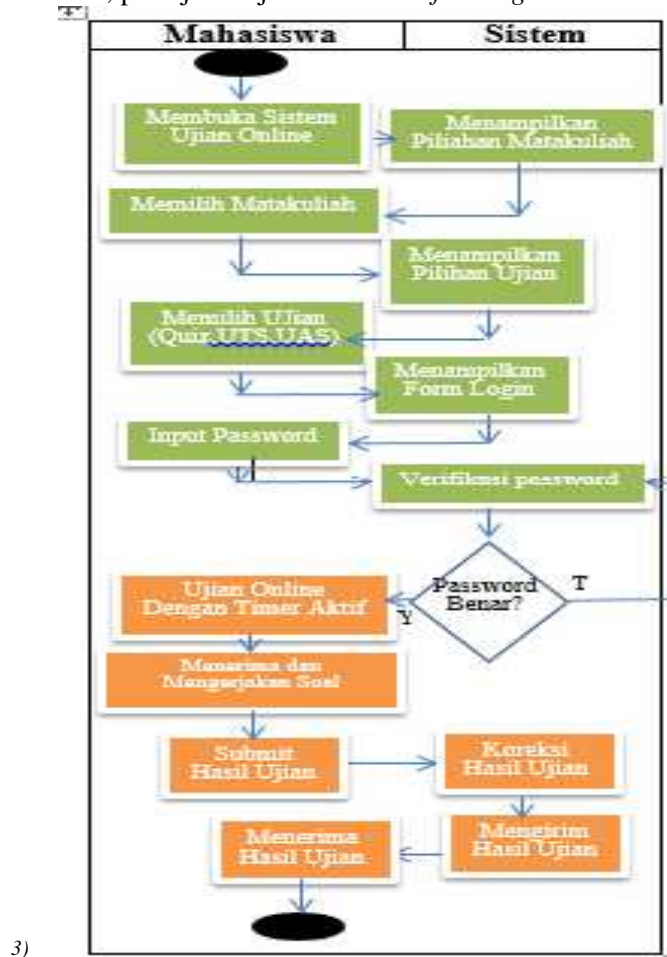 Mahasiswa Sistem
Membuka Sistem
Ujian Online
Menampilkan
Piliahan Matakuliah
Memilih Matakuliah
Menampilkan
Pilihan Ujian
Memilih UJian
(Quiz,UTS,UAS)
Menampilkan
Form Login
Input Password
Verifikasi password
Password
Benar?
T
Y
Ujian Online
Dengan Timer Aktif
Menerima dan
Mengerjakan Soal
Submit
Hasil Ujian
Koreksi
Hasil Ujian
Mengirim
Hasil Ujian
Menerima
Hasil Ujian
3)